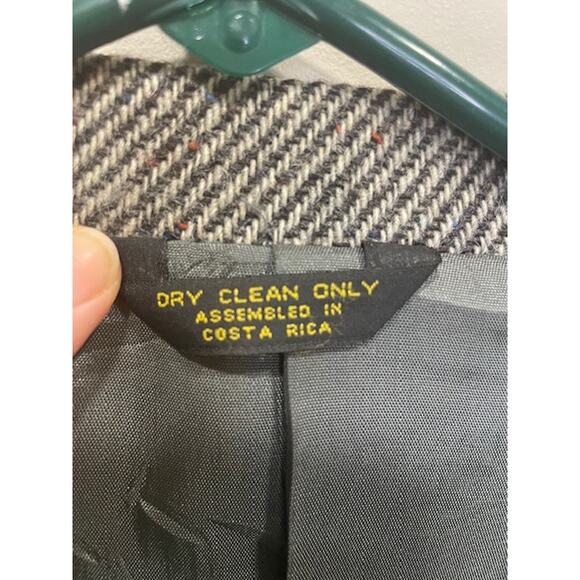 DRY CLEAN ONLY
ASSEMBLED IN
COSTA RICA